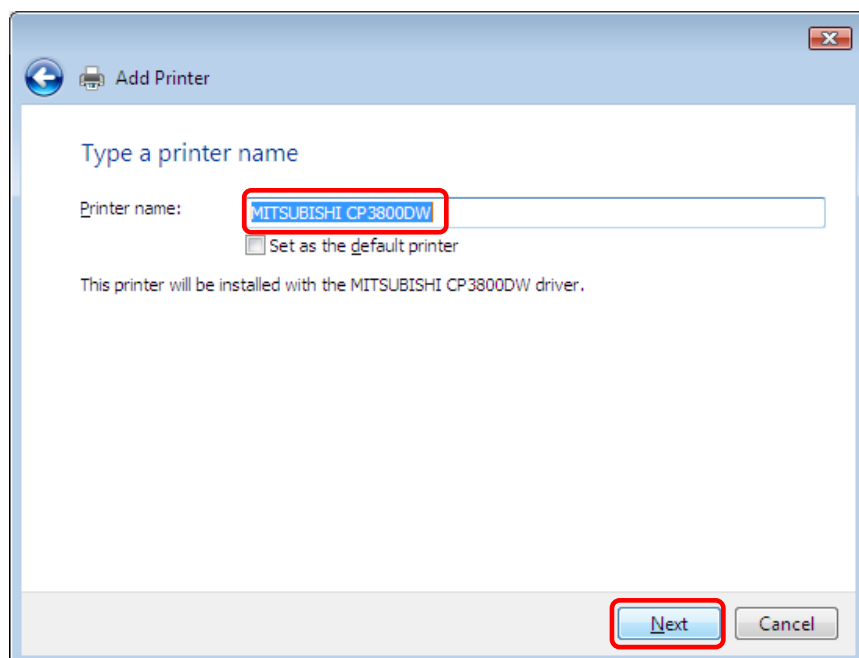 Add Printer
Type a printer name
Printer name:
MITSUBISHI CP3800DW
Set as the default printer
This printer will be installed with the MITSUBISHI CP3800DW driver.
Next
Cancel